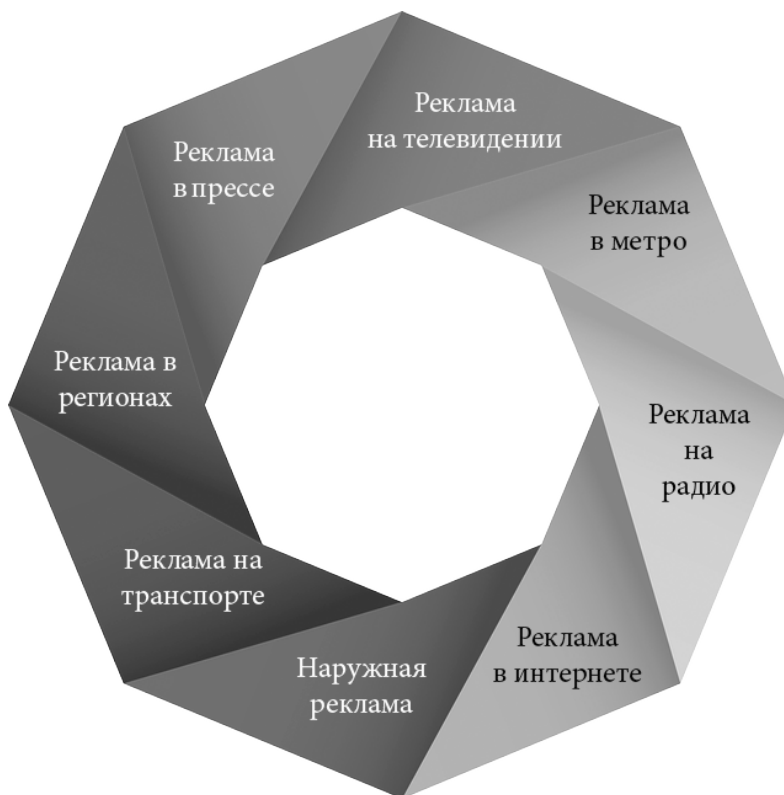 Реклама
на телевидении
Реклама
в метро
Реклама
на
радио
Реклама
в интернете
Наружная
реклама
Реклама на
транспорте
Реклама в
регионах
Реклама
в прессе